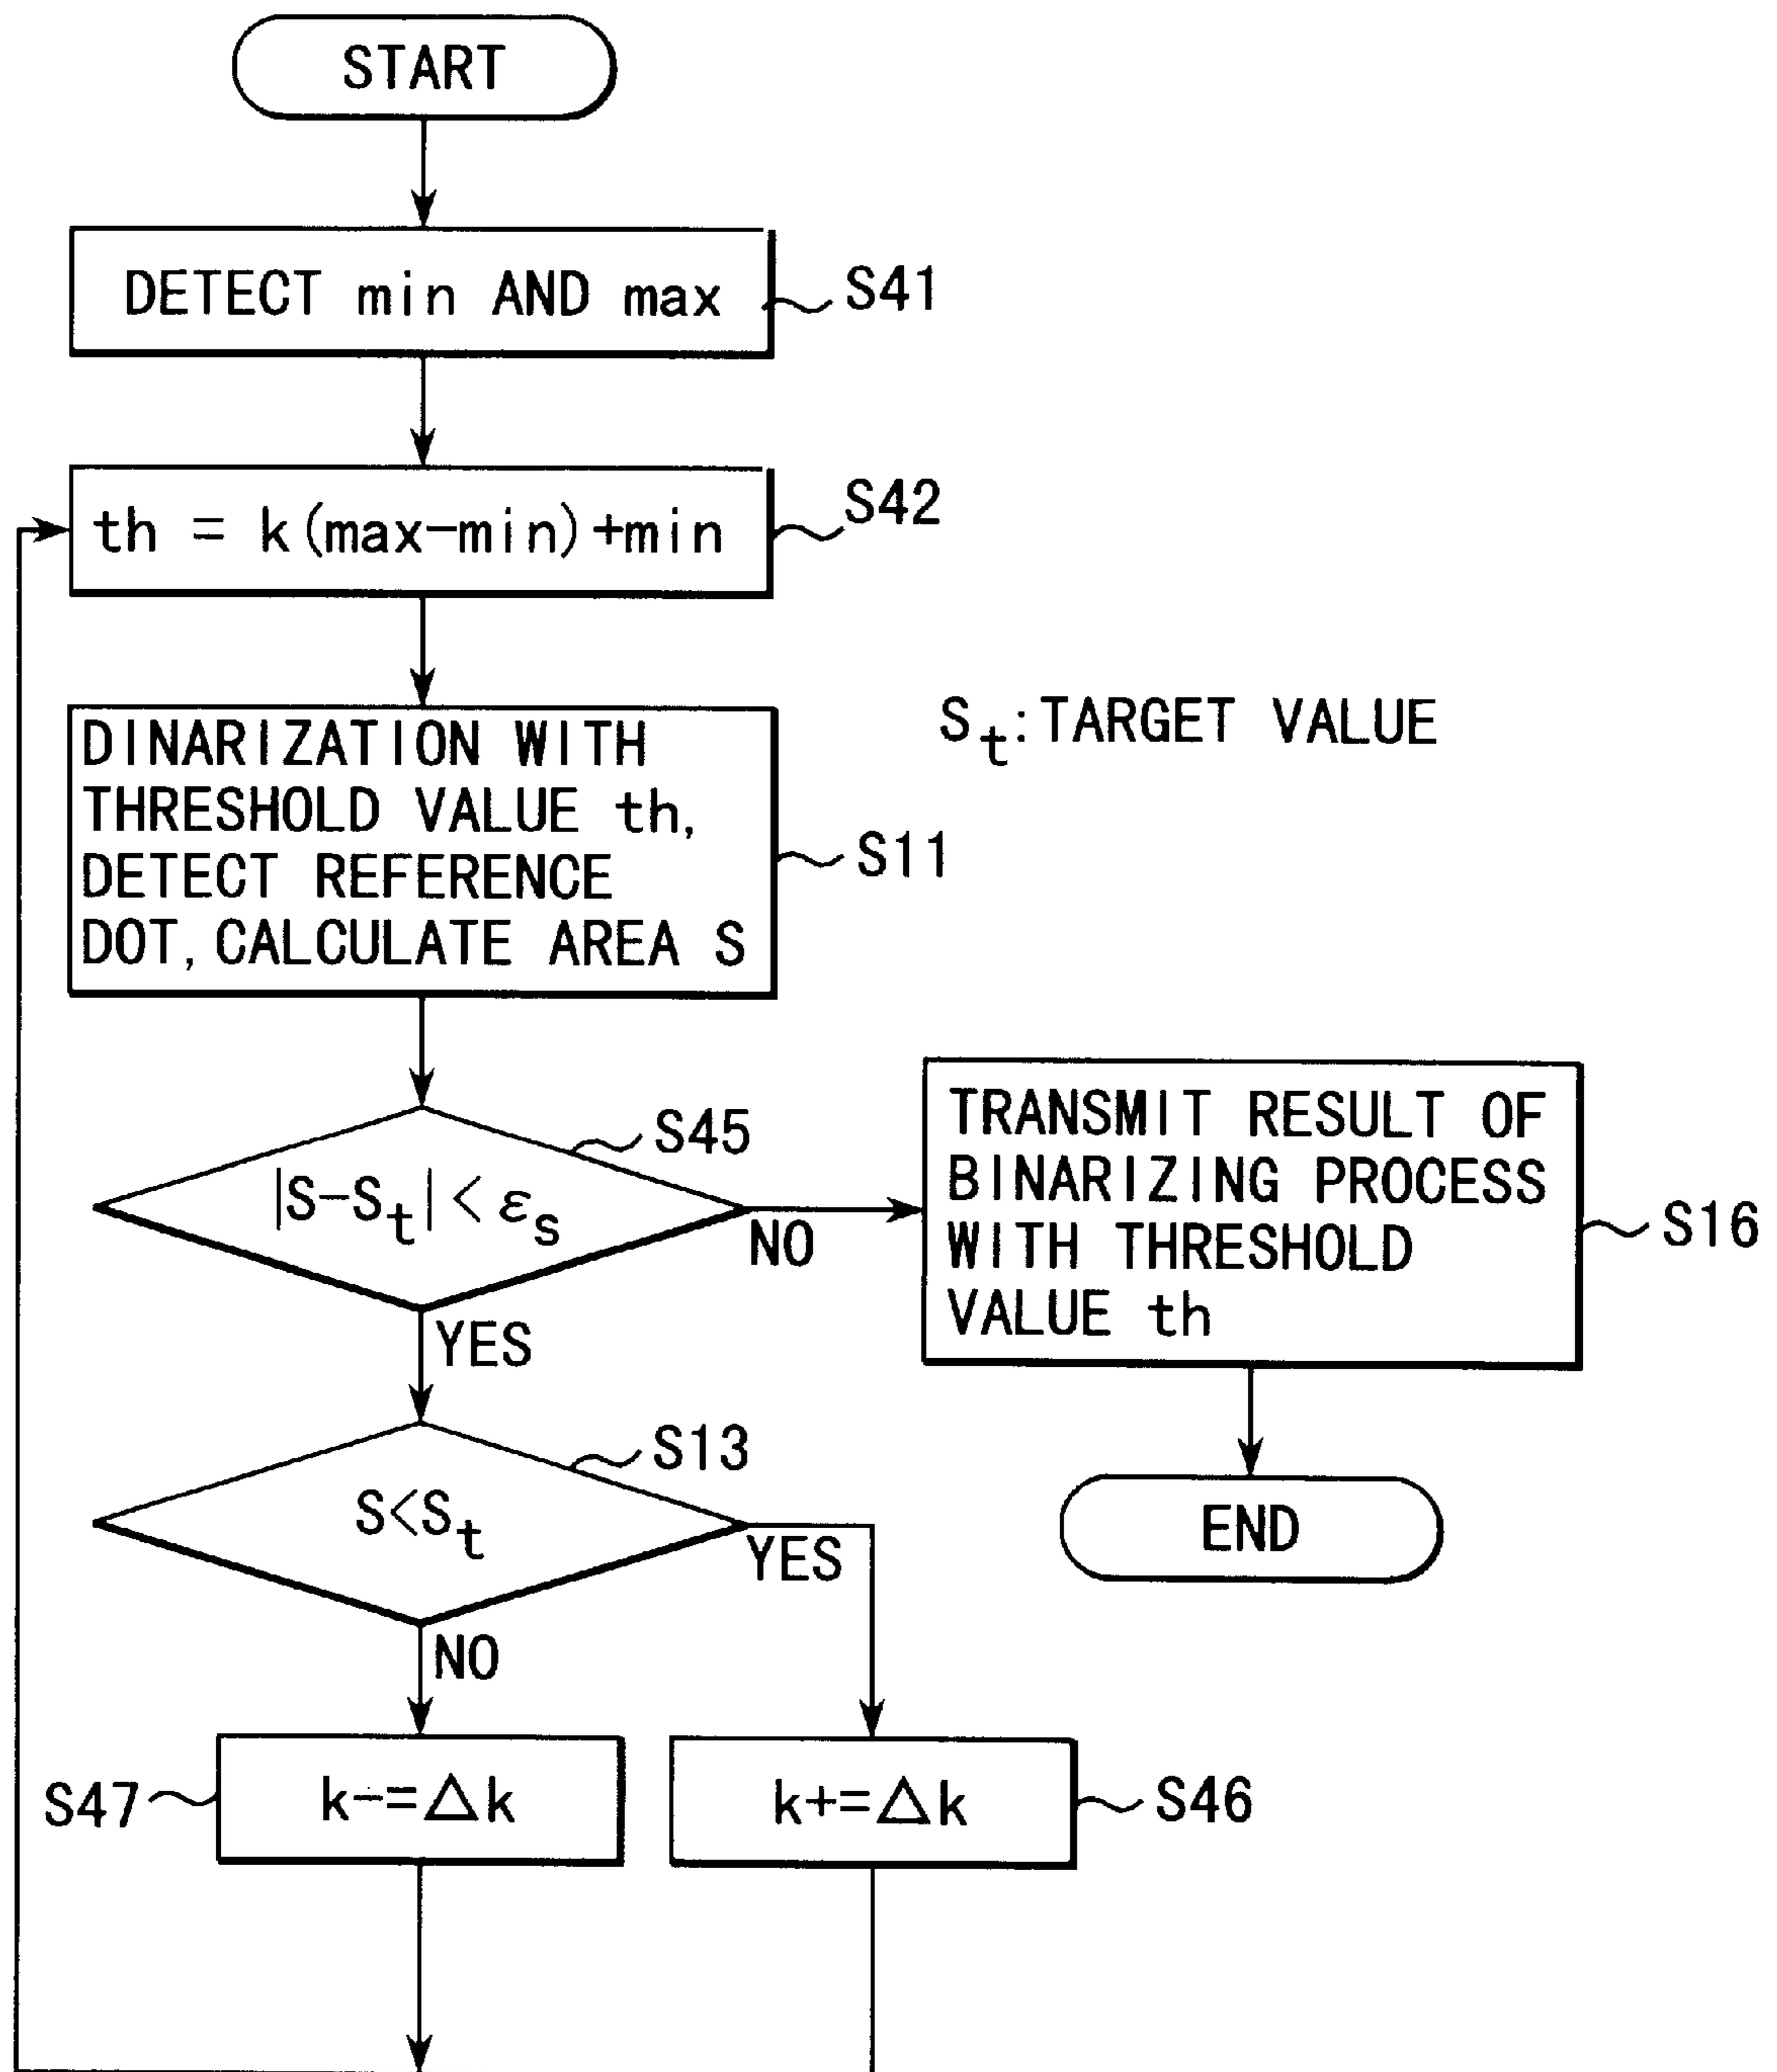 START
DETECT min AND max
S41
th = k(max-min)+min
S42
DINARIZATION WITH
THRESHOLD VALUE th,
DETECT REFERENCE
DOT, CALCULATE AREA S
S11
St: TARGET VALUE
|S-St| < εs
S45
NO
YES
TRANSMIT RESULT OF
BINARIZING PROCESS
WITH THRESHOLD
VALUE th
S16
END
S<St
S13
YES
NO
S47
k-=△k
k+=△k
S46